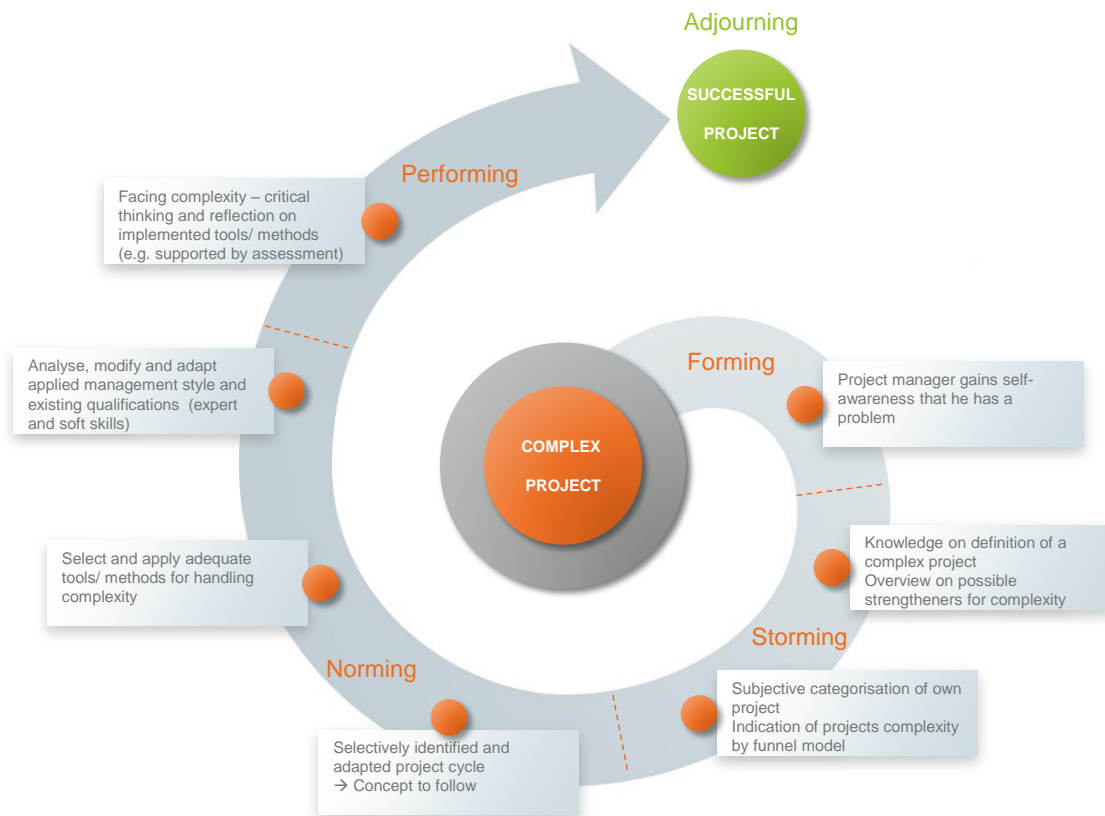 Adjourning
SUCCESSFUL
PROJECT
Performing
Facing complexity – critical
thinking and reflection on
implemented tools/ methods
(e.g. supported by assessment)
Analyse, modify and adapt
applied management style and
existing qualifications  (expert
and soft skills)
Forming
Project manager gains self-
awareness that he has a
problem
COMPLEX
PROJECT
Select and apply adequate
tools/ methods for handling
complexity
Knowledge on definition of a
complex project
Overview on possible
strengtheners for complexity
Storming
Norming
Subjective categorisation of own
project
Indication of projects complexity
by funnel model
Selectively identified and
adapted project cycle
→ Concept to follow